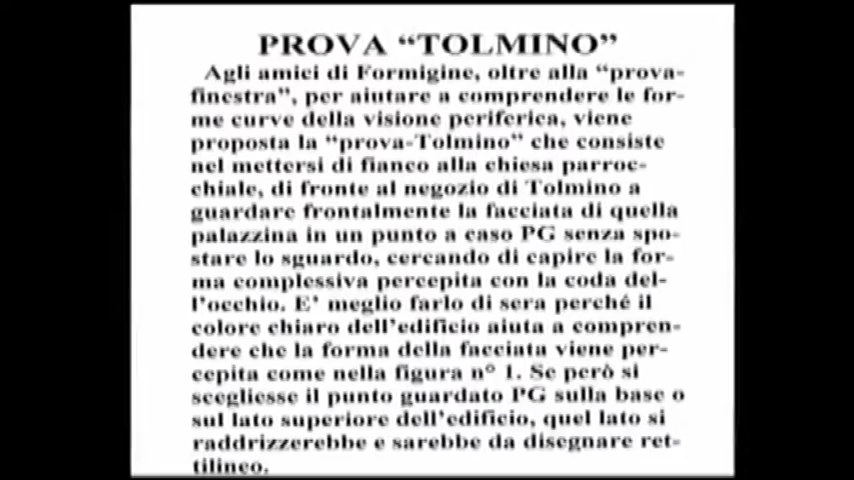 PROVA “TOLMINO”
Agli amici di Formigine, oltre alla “prova-
finestra”, per aiutare a comprendere le for-
me curve della visione periferica, viene
proposta la “prova-Tolmino” che consiste
nel mettersi di fianco alla chiesa parroc-
chiale, di fronte al negozio di Tolmino a
guardare frontalmente la facciata di quella
palazzina in un punto a caso PG senza spo-
stare lo sguardo, cercando di capire la for-
ma complessiva percepita con la coda del-
l’occhio. E’ meglio farlo di sera perché il
colore chiaro dell’edificio aiuta a compren-
dere che la forma della facciata viene per-
cepita come nella figura n° 1. Se però si
scegliesse il punto guardato PG sulla base o
sul lato superiore dell’edificio, quel lato si
raddrizzerebbe e sarebbe da disegnare ret-
tilineo.